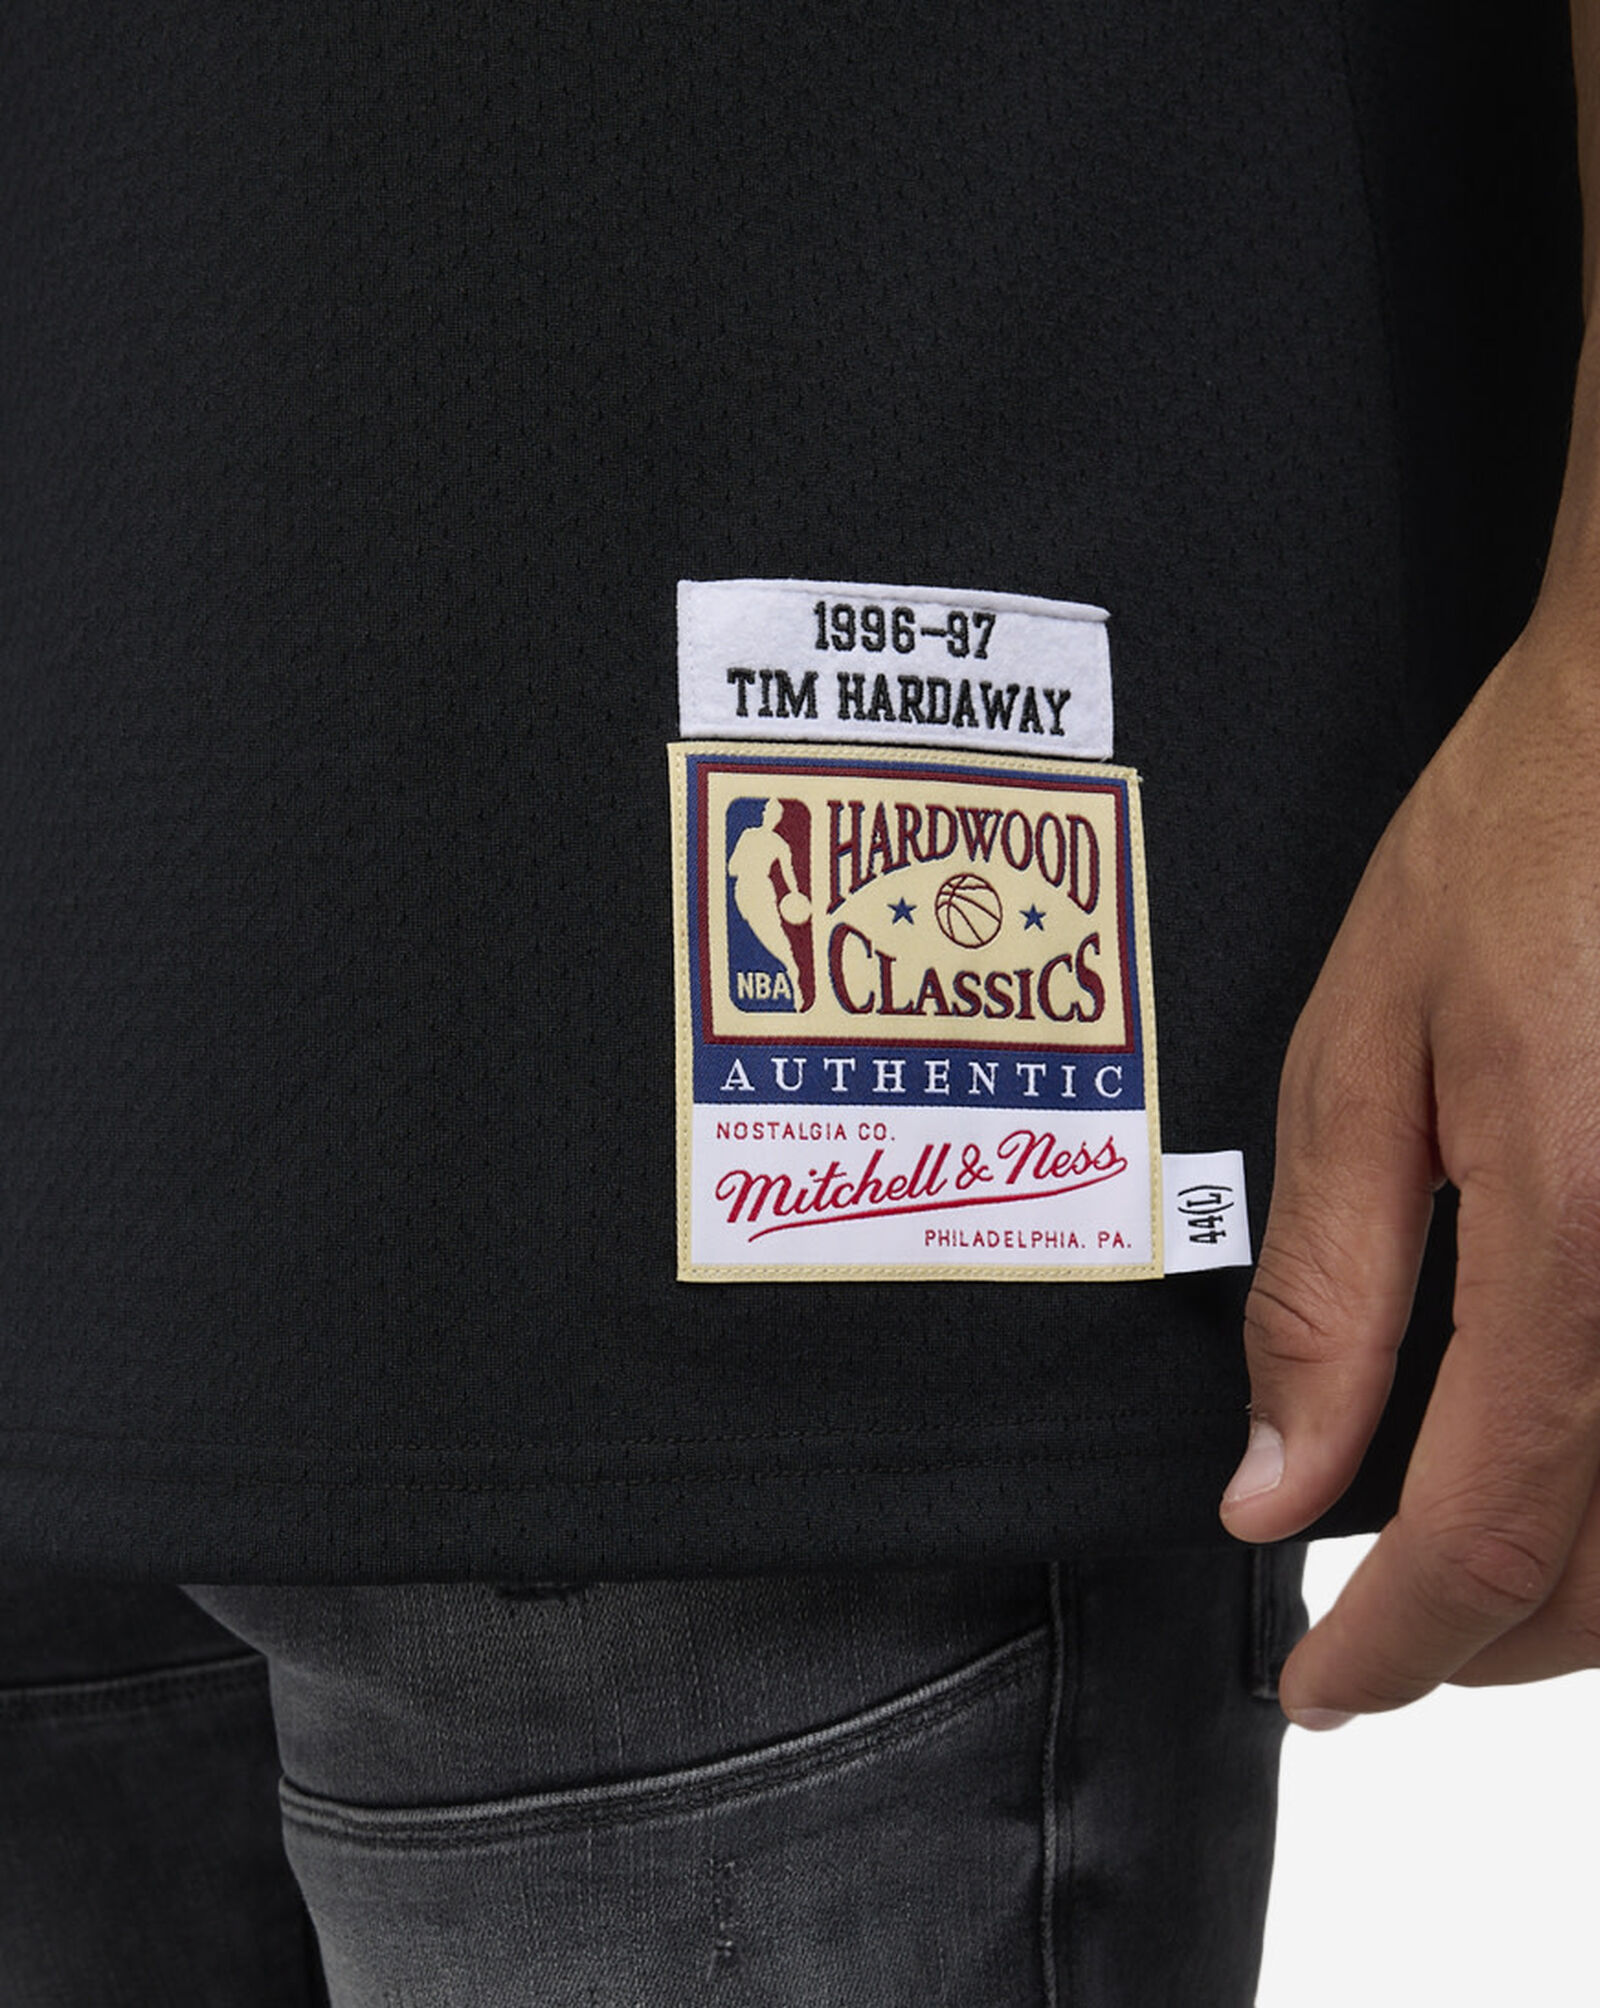 1996-97
TIM HARDAWAY
HARDWOOD
CLASSICS
NBA
AUTHENTIC
NOSTALGIA CO.
Mitchell & Ness
PHILADELPHIA. PA.
44(L)